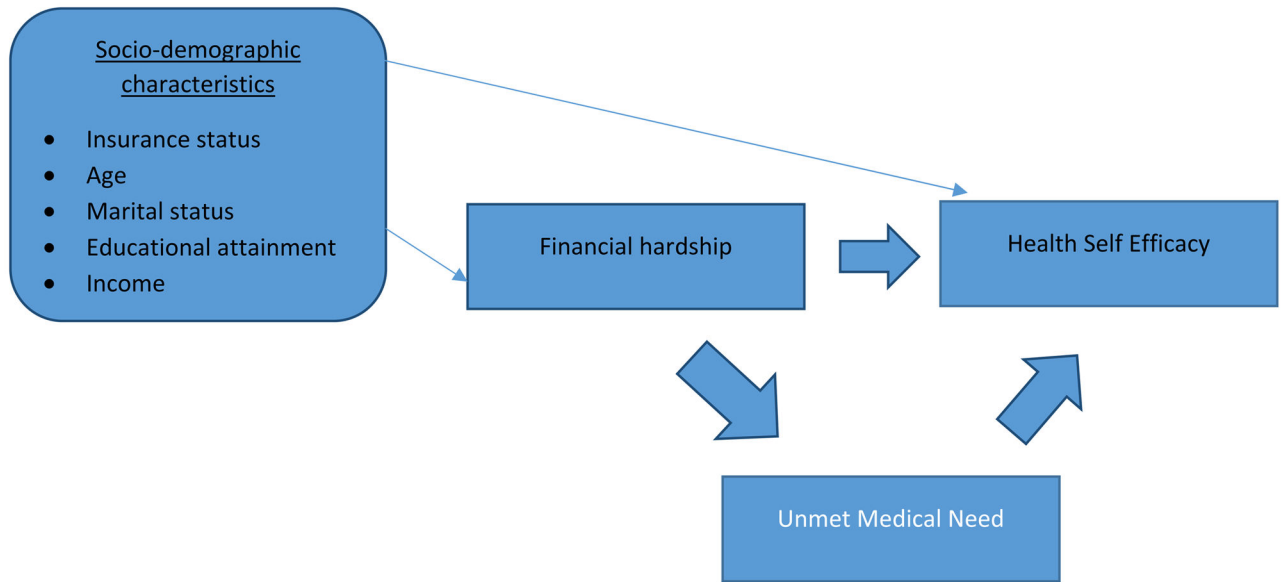 Socio-demographic
characteristics
• Insurance status
• Age
• Marital status
• Educational attainment
• Income
Financial hardship
Health Self Efficacy
Unmet Medical Need